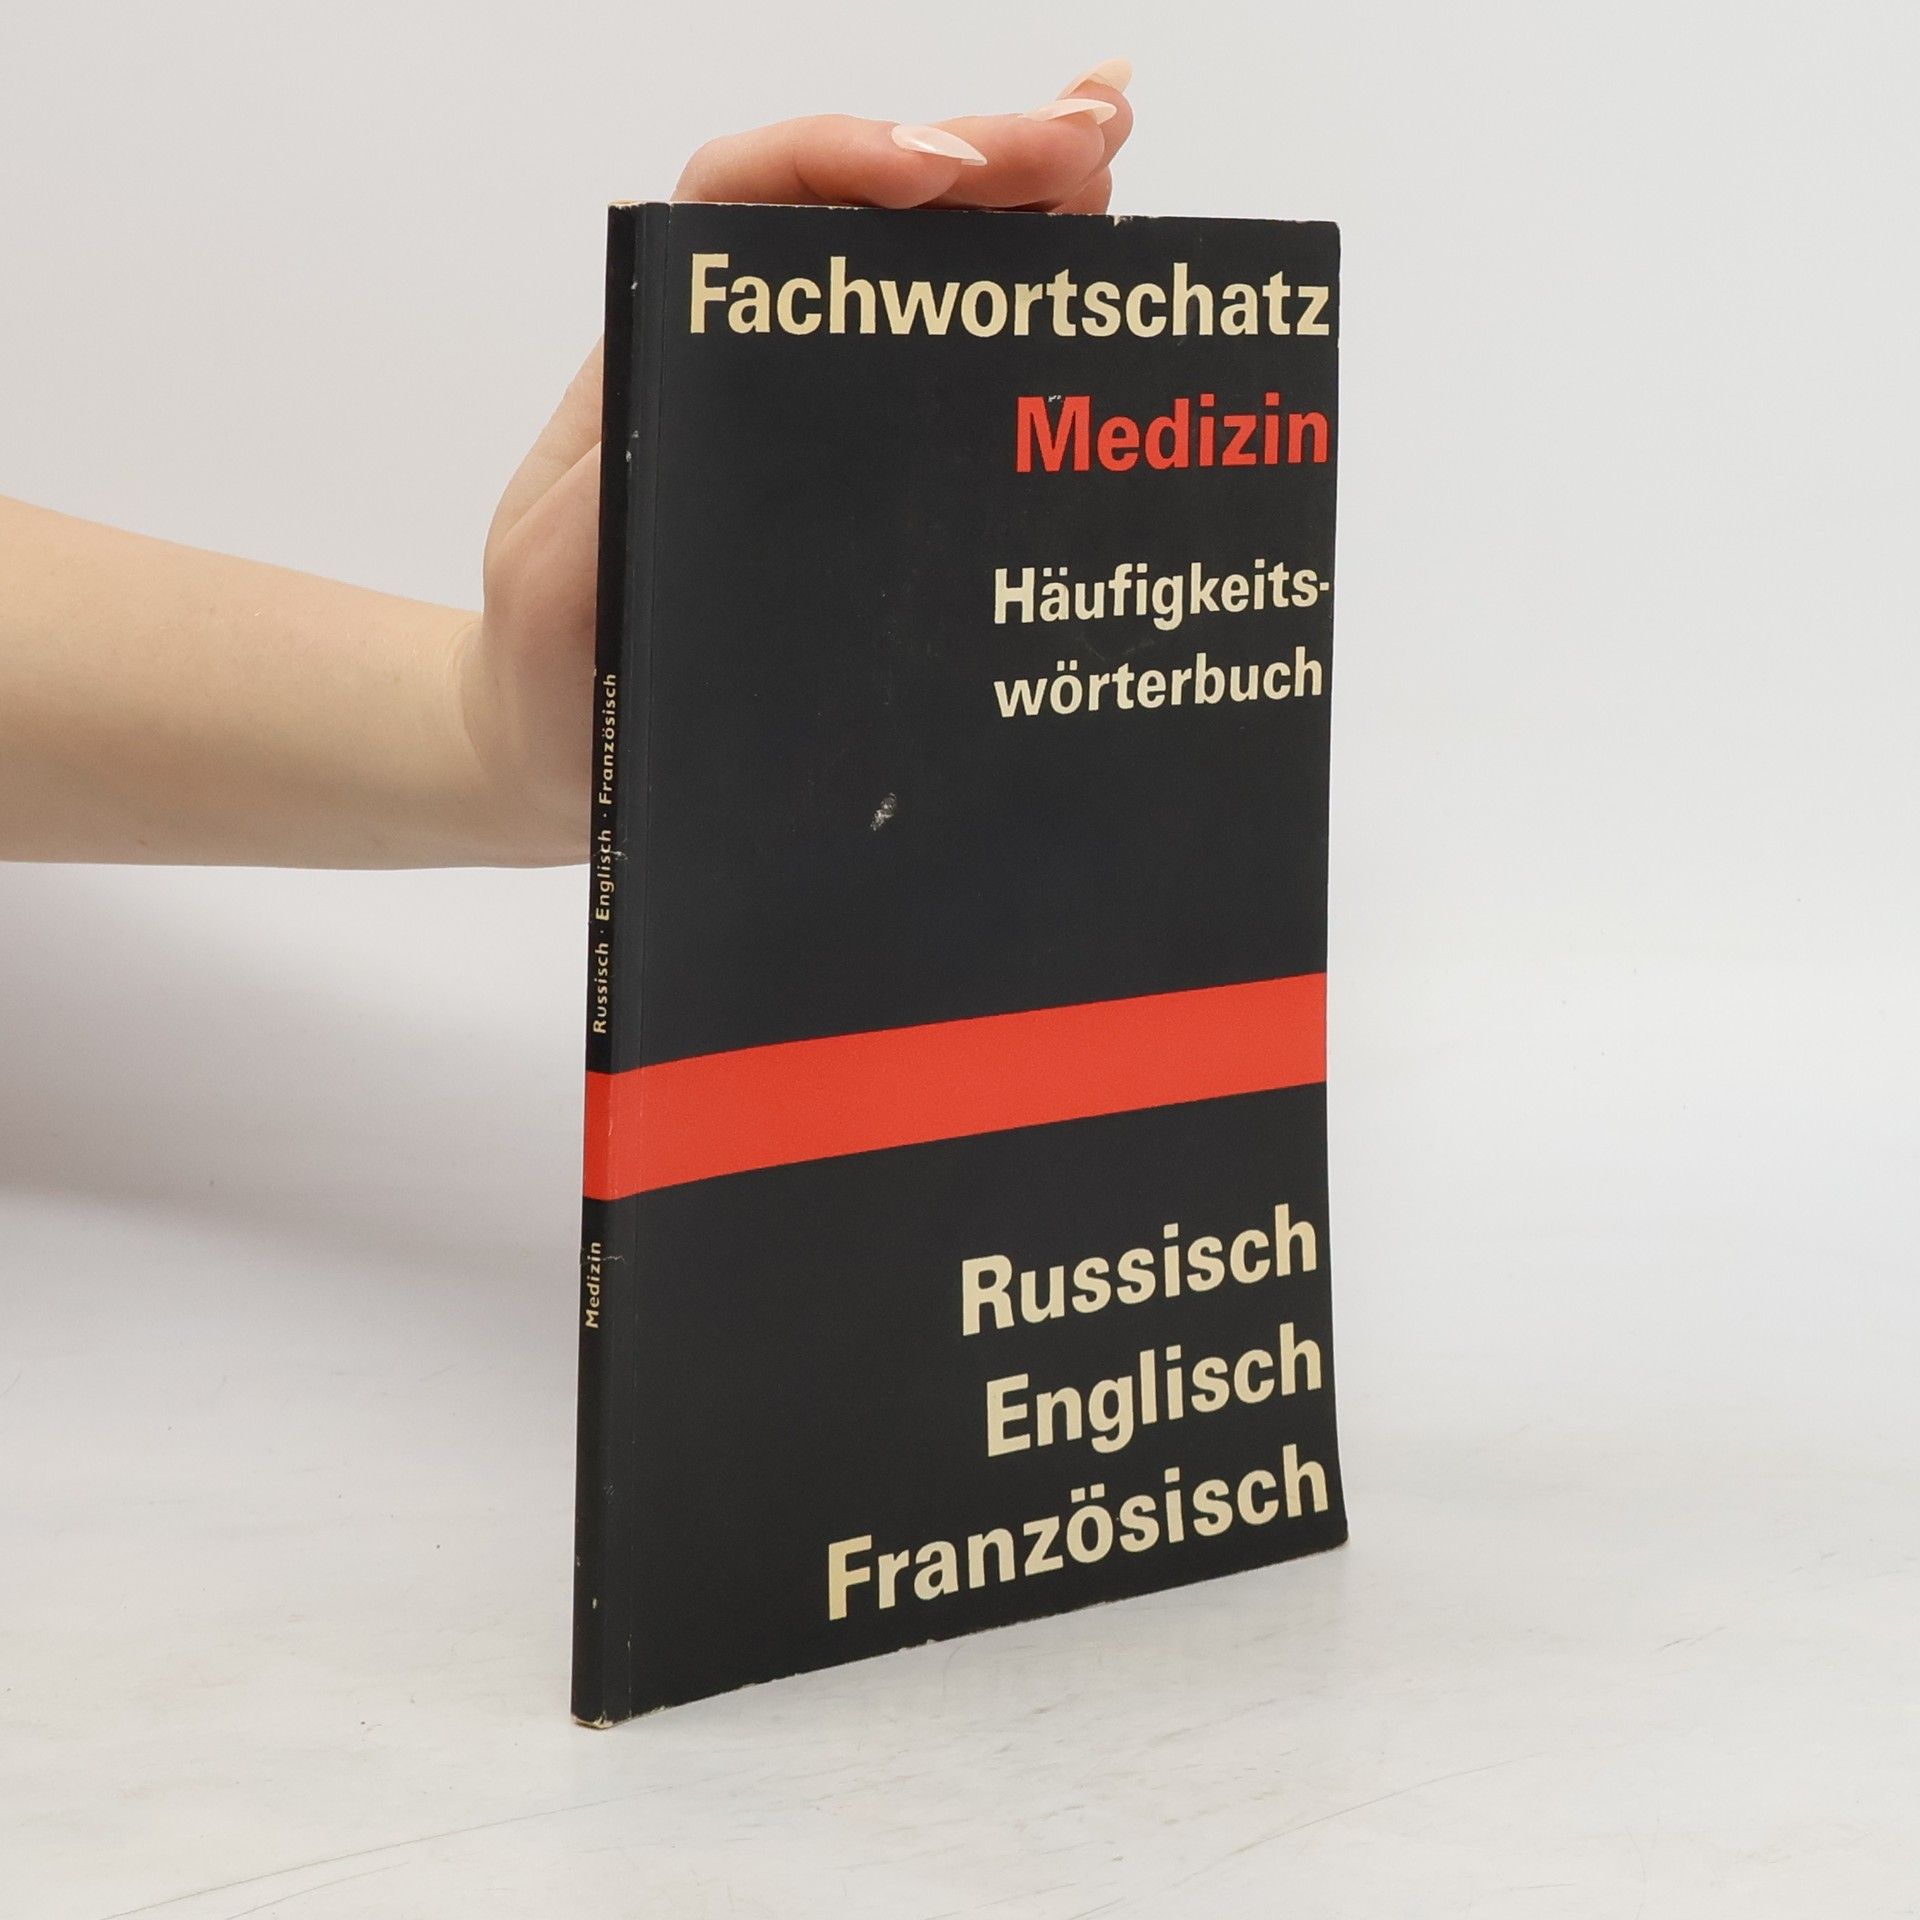 Fachwortschatz
Medizin
Häufigkeits-
wörterbuch
Russisch
Englisch
Französisch
Medizin
Russisch · Englisch · Französisch